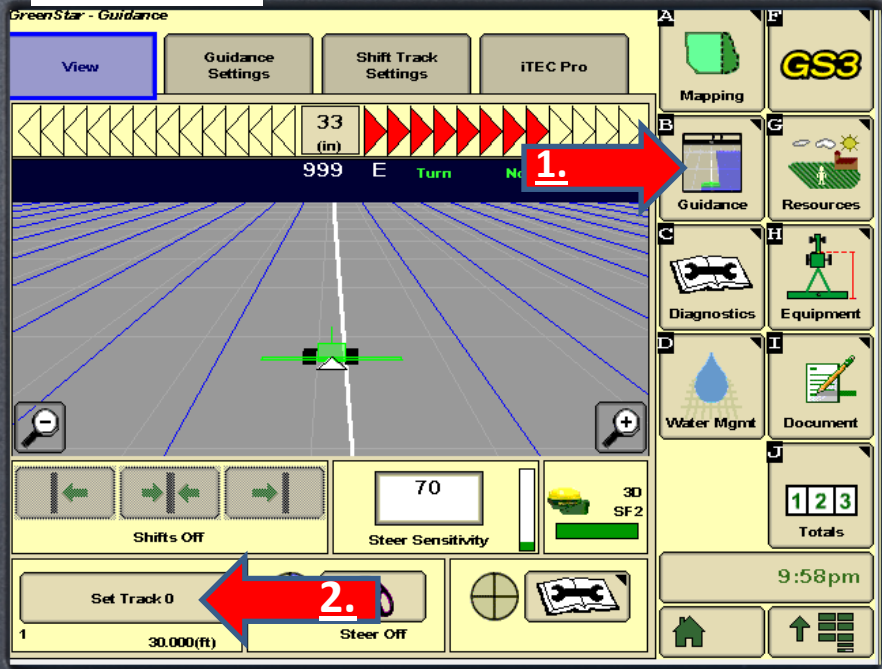 GreenStar - Guidance
View
Guidance
Settings
Shift Track
Settings
iTEC Pro
33
(in)
999 E Turn
1.
70
Shifts Off
Steer Sensitivity
3D
SF2
Set Track 0
2.
1
30.000(ft)
Steer Off
A
Mapping
F
GS3
B
Guidance
G
Resources
C
Diagnostics
H
Equipment
D
Water Mgmt
I
Document
J
1 2 3
Totals
9:58pm